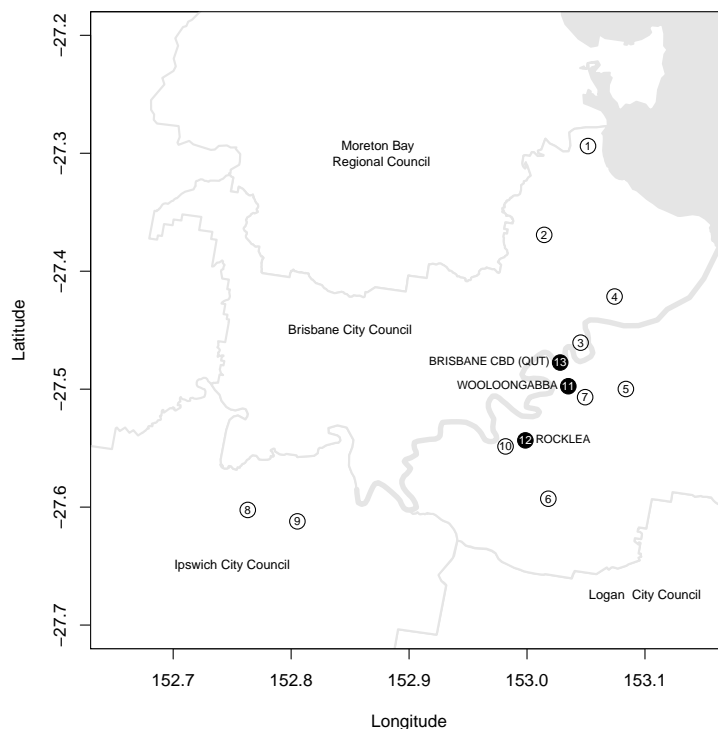 −27.2
−27.3
−27.4
−27.5
−27.6
−27.7
Latitude
1
Moreton Bay
Regional Council
2
4
Brisbane City Council
3
BRISBANE CBD (QUT) 13
WOOLOONGABBA 11
5
7
12 ROCKLEA
10
6
8
9
Ipswich City Council
Logan City Council
152.7 152.8 152.9 153.0 153.1
Longitude